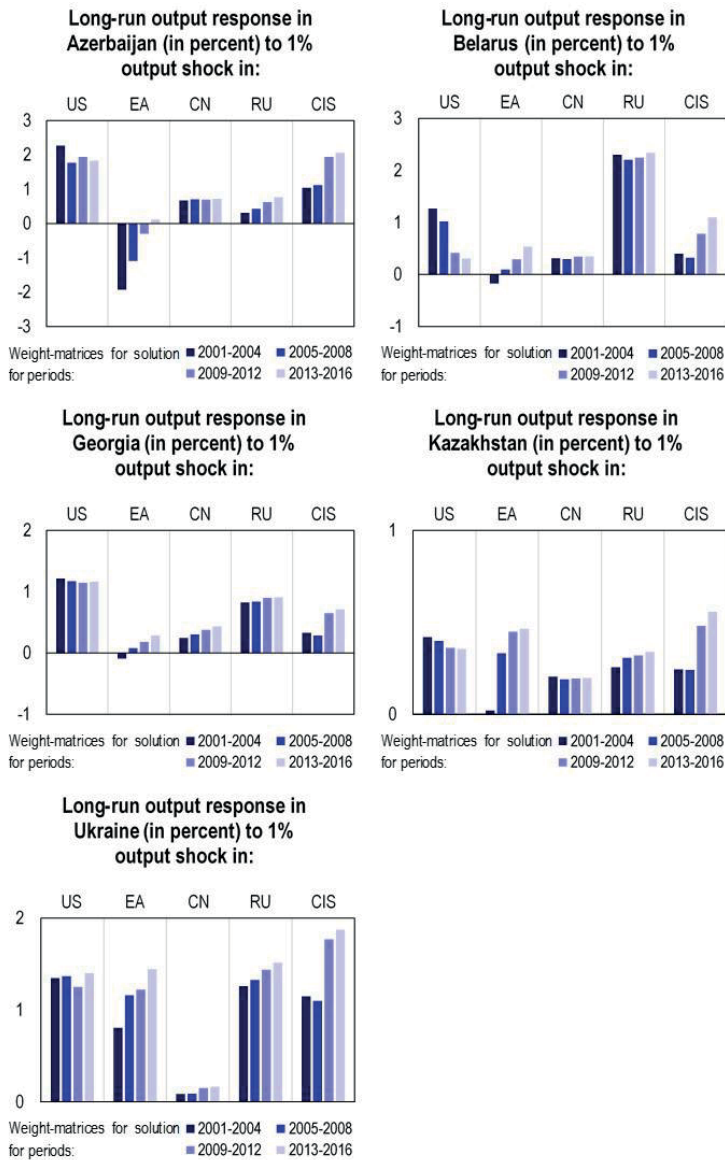 Long-run output response in
Azerbaijan (in percent) to 1%
output shock in:
US EA CN RU CIS
3
2
1
0
-1
-2
-3
Weight-matrices for solution
for periods:
2001-2004 2005-2008
2009-2012 2013-2016
Long-run output response in
Belarus (in percent) to 1%
output shock in:
US EA CN RU CIS
3
2
1
0
-1
Weight-matrices for solution
for periods:
2001-2004 2005-2008
2009-2012 2013-2016
Long-run output response in
Georgia (in percent) to 1%
output shock in:
US EA CN RU CIS
2
1
0
-1
Weight-matrices for solution
for periods:
2001-2004 2005-2008
2009-2012 2013-2016
Long-run output response in
Kazakhstan (in percent) to 1%
output shock in:
US EA CN RU CIS
1
0
Weight-matrices for solution
for periods:
2001-2004 2005-2008
2009-2012 2013-2016
Long-run output response in
Ukraine (in percent) to 1%
output shock in:
US EA CN RU CIS
2
1
0
Weight-matrices for solution
for periods:
2001-2004 2005-2008
2009-2012 2013-2016